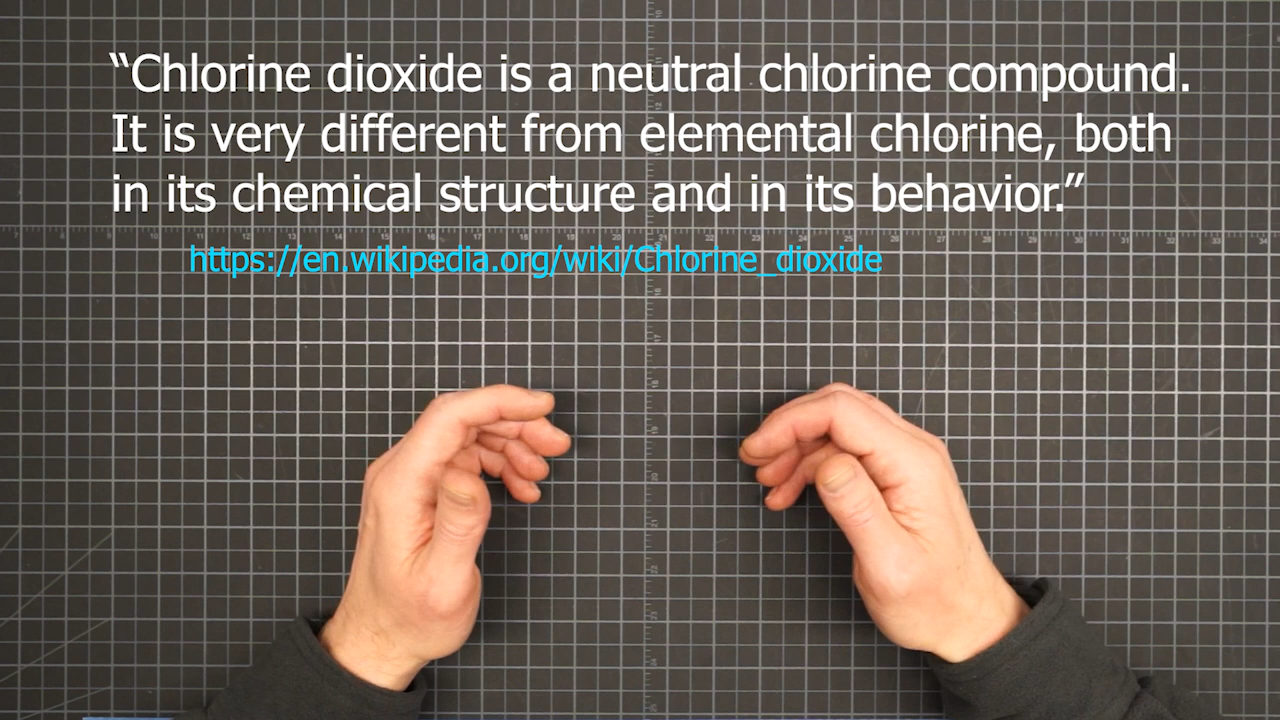 “Chlorine dioxide is a neutral chlorine compound.
It is very different from elemental chlorine, both
in its chemical structure and in its behavior.”
https://en.wikipedia.org/wiki/Chlorine_dioxide